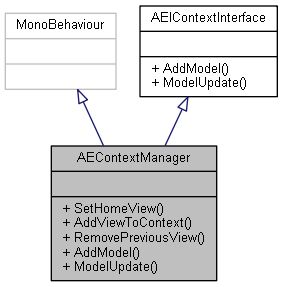 MonoBehaviour
AEIContextInterface
+ AddModel()
+ ModelUpdate()
AEContextManager
+ SetHomeView()
+ AddViewToContext()
+ RemovePreviousView()
+ AddModel()
+ ModelUpdate()